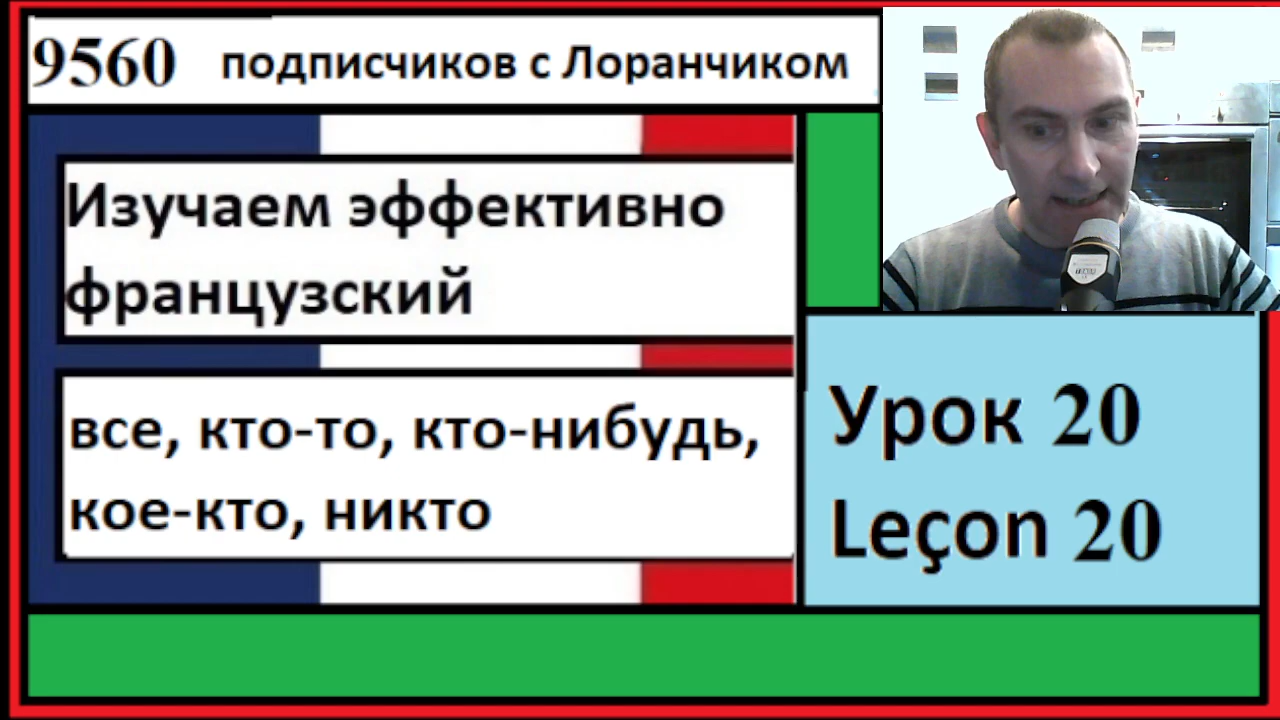 9560 подписчиков с Лоранчиком
Изучаем эффективно
французский
все, кто-то, кто-нибудь,
кое-кто, никто
Урок 20
Leçon 20